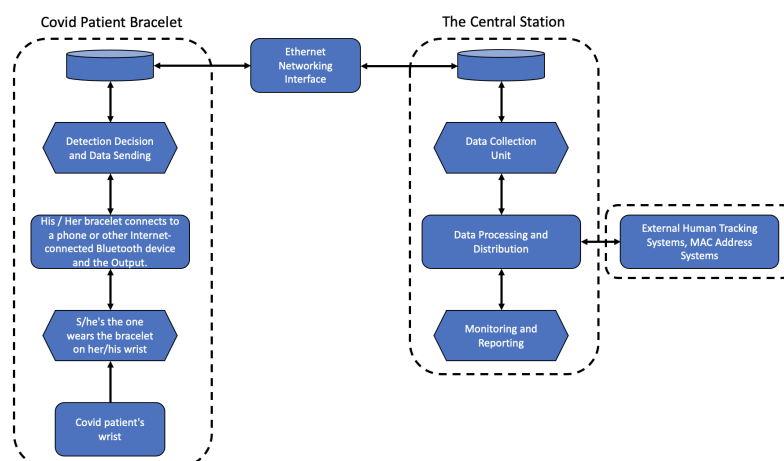 Covid Patient Bracelet
The Central Station
Ethernet
Networking
Interface
Detection Decision
and Data Sending
Data Collection
Unit
His / Her bracelet connects to
a phone or other Internet-
connected Bluetooth device
and the Output.
Data Processing and
Distribution
External Human Tracking
Systems, MAC Address
Systems
S/he's the one
wears the bracelet
on her/his wrist
Monitoring and
Reporting
Covid patient's
wrist